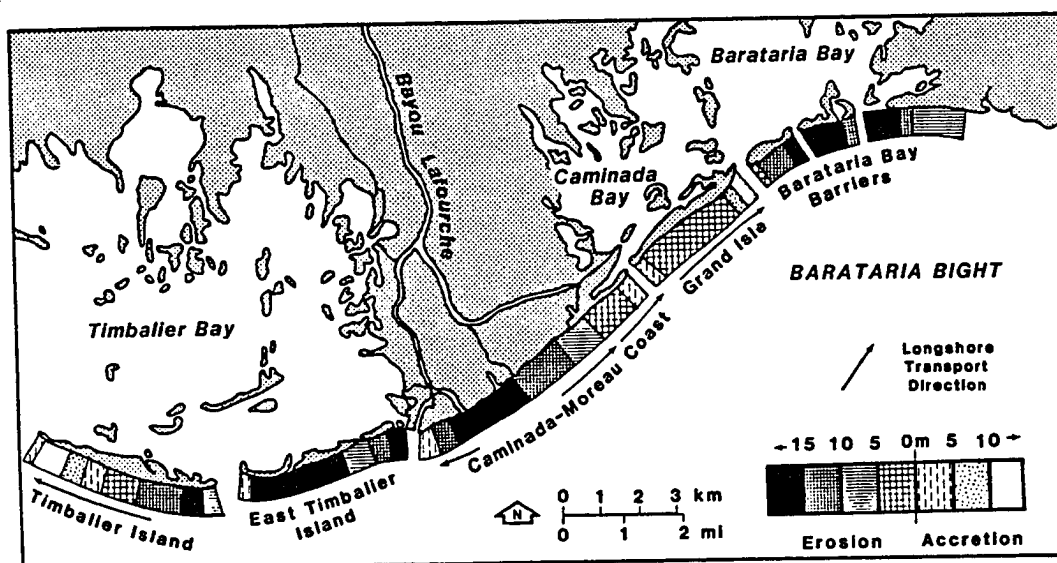 Barataria Bay
Bayou Lafourche
Caminada
Bay
Timbalier Bay
Barataria Bay
Barriers
Grand Isle
BARATARIA BIGHT
Longshore
Transport
Direction
Caminada-Moreau Coast
East Timbalier
Island
Timbalier Island
N
0 1 2 3 km
0 1 2 mi
15 10 5 0m 5 10
Erosion Accretion